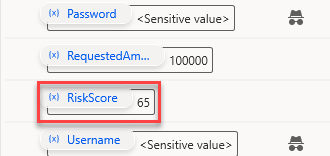 (x) Password <Sensitive value>
(x) RequestedAm... 100000
(x) RiskScore 65
(x) Username <Sensitive value>